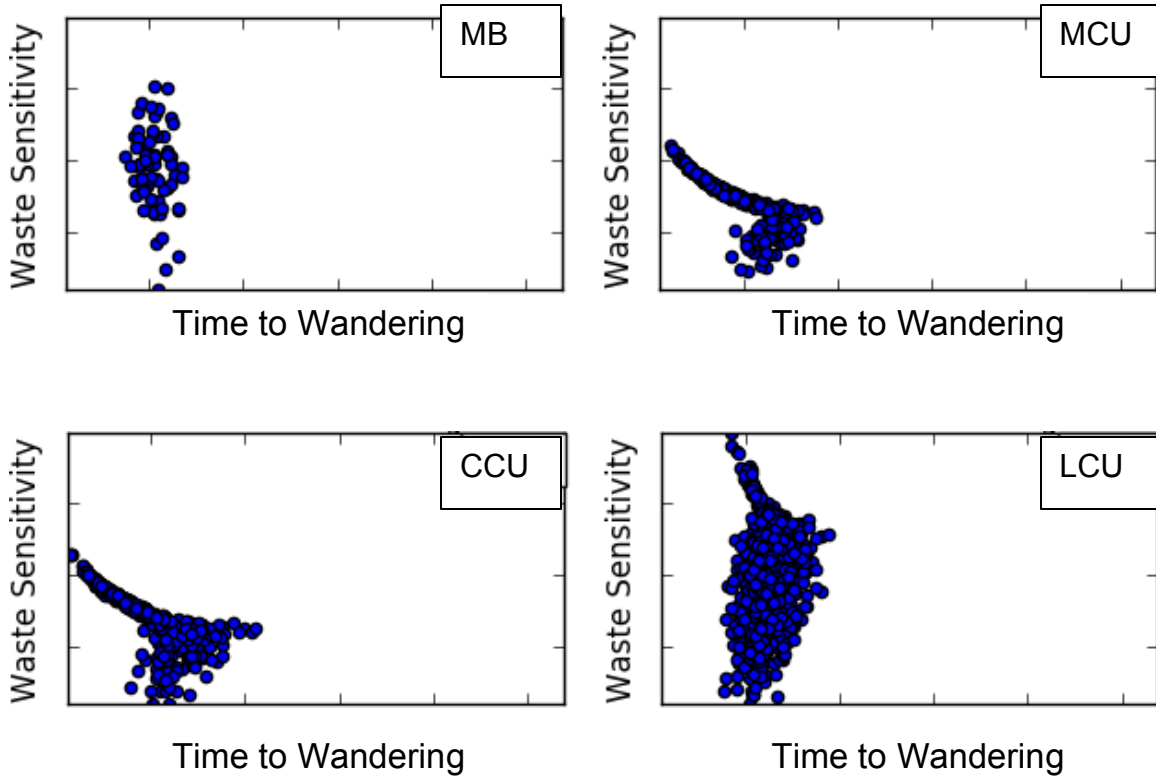 MB
Waste Sensitivity
Time to Wandering
MCU
Waste Sensitivity
Time to Wandering
CCU
Waste Sensitivity
Time to Wandering
LCU
Waste Sensitivity
Time to Wandering